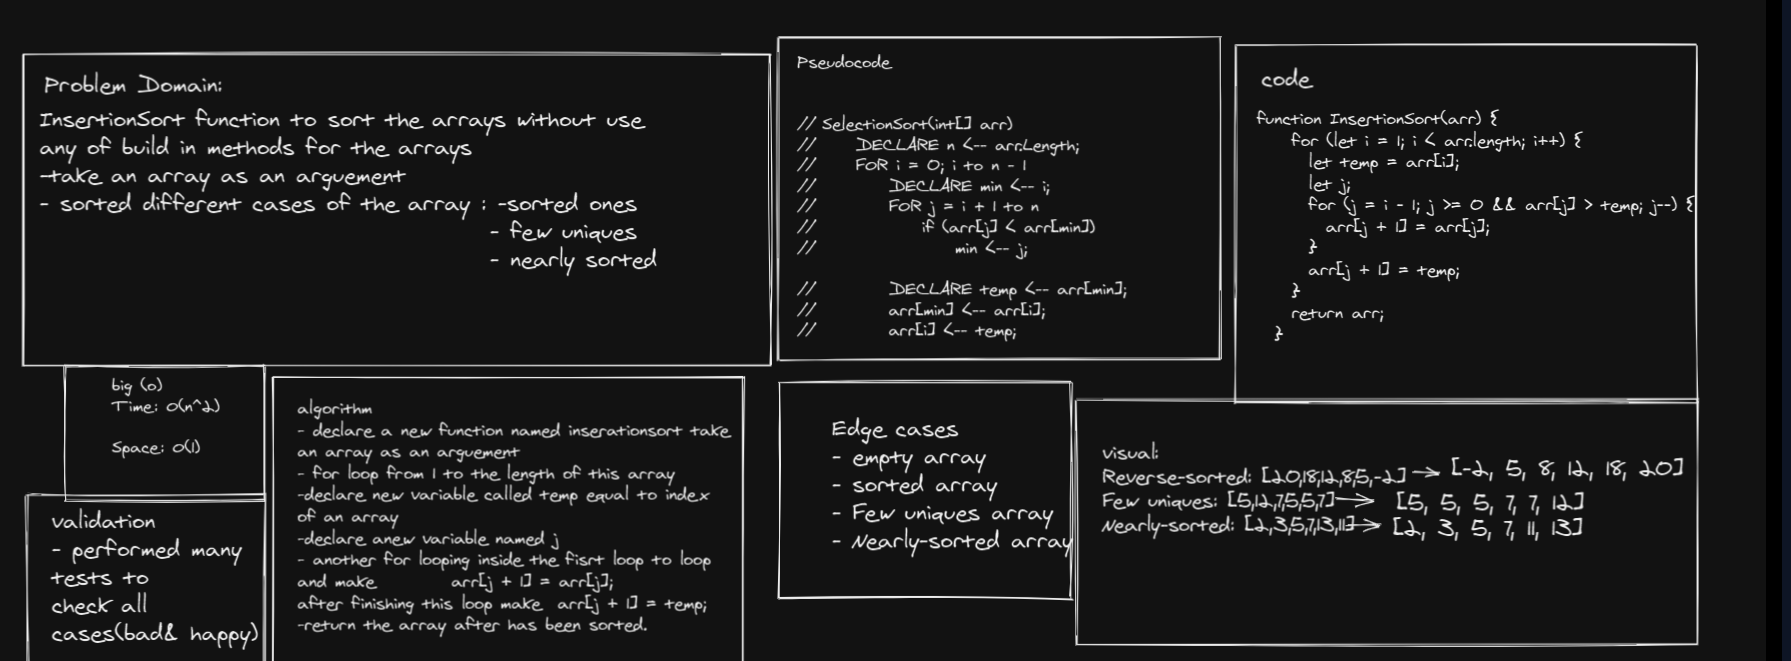 Problem Domain:
InsertionSort function to sort the arrays without use
any of build in methods for the arrays
-take an array as an arguement
- sorted different cases of the array : -sorted ones
- few uniques
- nearly sorted
Pseudocode
// SelectionSort(int[] arr)
// DECLARE n <-- arr.Length;
// FOR i = 0; i to n - 1
// DECLARE min <-- i;
// FOR j = i + 1 to n
// if (arr[j] < arr[min])
// min <-- j;
// DECLARE temp <-- arr[min];
// arr[min] <-- arr[i];
// arr[i] <-- temp;
code
function InsertionSort(arr) {
for (let i = 1; i < arr.length; i++) {
let temp = arr[i];
let j;
for (j = i - 1; j >= 0 && arr[j] > temp; j--) {
arr[j + 1] = arr[j];
}
arr[j + 1] = temp;
}
return arr;
}
big (o)
Time: O(n^2)
Space: O(1)
validation
- performed many
tests to
check all
cases(bad& happy)
algorithm
- declare a new function named inserationsort take
an array as an arguement
- for loop from 1 to the length of this array
-declare new variable called temp equal to index
of an array
-declare anew variable named j
- another for looping inside the fisrt loop to loop
and make arr[j + 1] = arr[j];
after finishing this loop make arr[j + 1] = temp;
-return the array after has been sorted.
Edge cases
- empty array
- sorted array
- Few uniques array
- Nearly-sorted array
visual:
Reverse-sorted: [20,18,12,8,5,-2] → [-2, 5, 8, 12, 18, 20]
Few uniques: [5,12,7,5,5,7] → [5, 5, 5, 7, 7, 12]
Nearly-sorted: [2,3,5,7,13,11] → [2, 3, 5, 7, 11, 13]